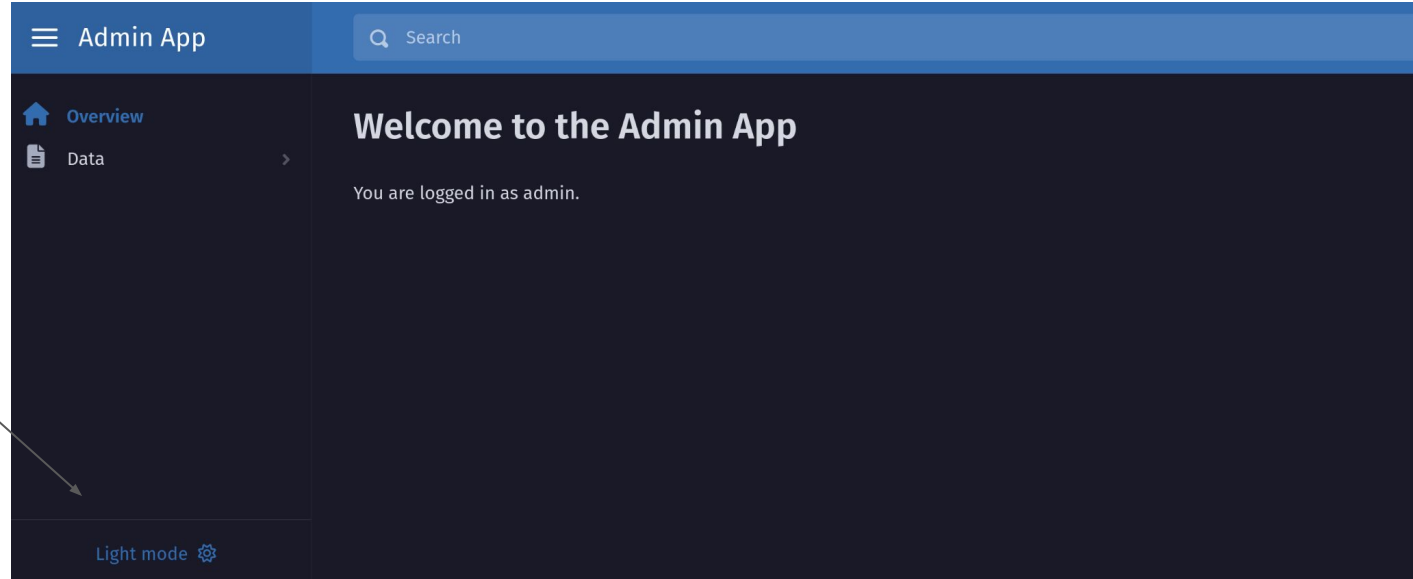 Admin App
Search
Overview
Data
Welcome to the Admin App
You are logged in as admin.
Light mode